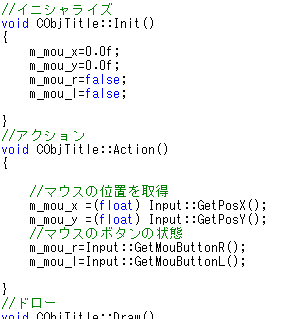 //イニシャライズ
void CObjTitle::Init()
{
m_mou_x=0.0f;
m_mou_y=0.0f;
m_mou_r=false;
m_mou_l=false;
}
//アクション
void CObjTitle::Action()
{
//マウスの位置を取得
m_mou_x =(float) Input::GetPosX();
m_mou_y =(float) Input::GetPosY();
//マウスのボタンの状態
m_mou_r=Input::GetMouButtonR();
m_mou_l=Input::GetMouButtonL();
}
//ドロー
void CObjTitle::Draw()